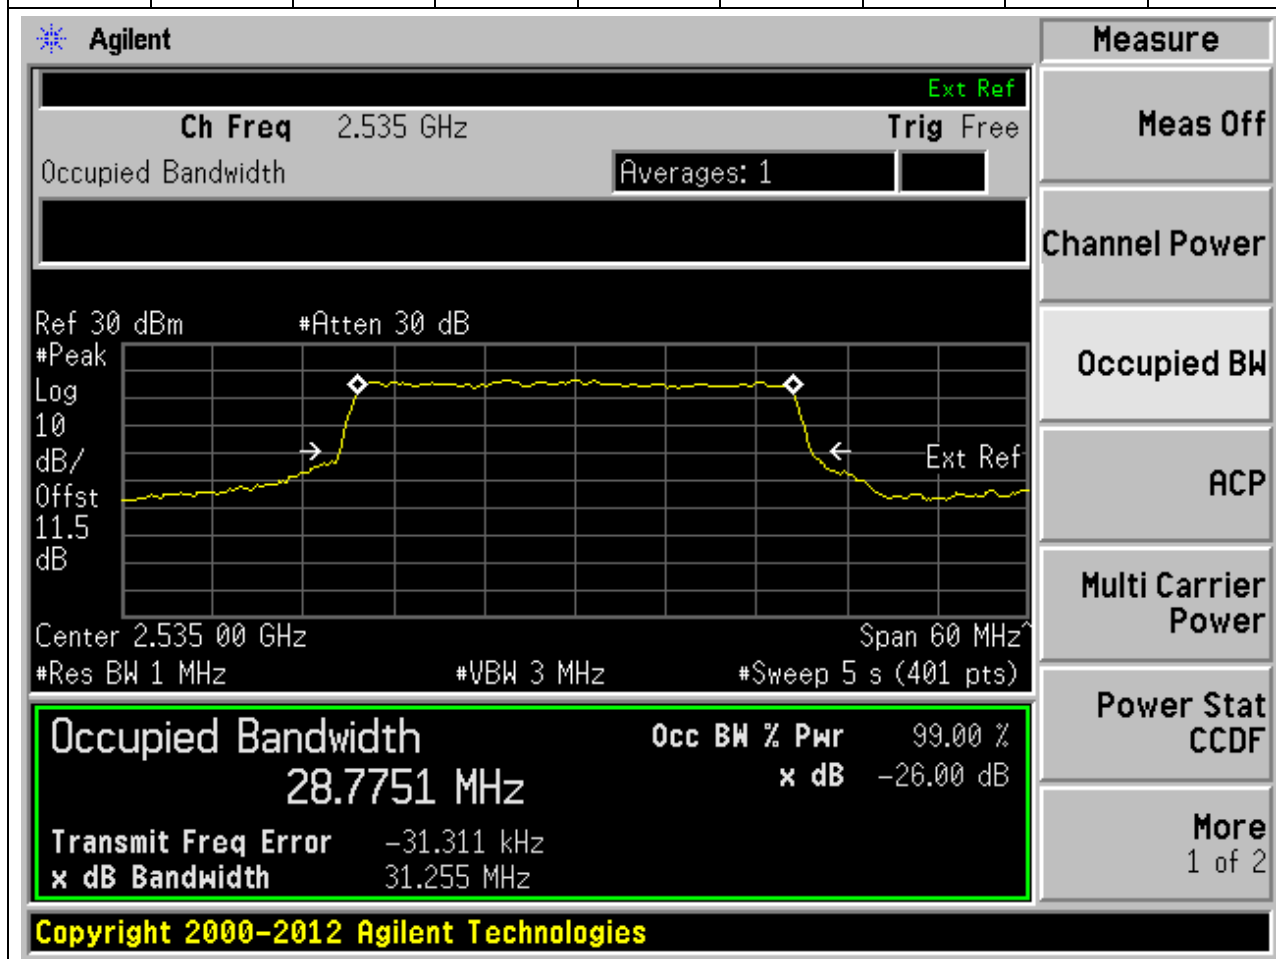 Agilent
Measure
Ext Ref
Ch Freq 2.535 GHz Trig Free
Meas Off
Occupied Bandwidth Averages: 1
Channel Power
Ref 30 dBm #Atten 30 dB
#Peak
Log
10
dB/
Offst
11.5
dB
Ext Ref
Occupied BW
ACP
Center 2.535 00 GHz Span 60 MHz^
#Res BW 1 MHz #VBW 3 MHz #Sweep 5 s (401 pts)
Multi Carrier
Power
Occupied Bandwidth Occ BW % Pwr 99.00 %
28.7751 MHz x dB -26.00 dB
Transmit Freq Error -31.311 kHz
x dB Bandwidth 31.255 MHz
Power Stat
CCDF
More
1 of 2
Copyright 2000-2012 Agilent Technologies